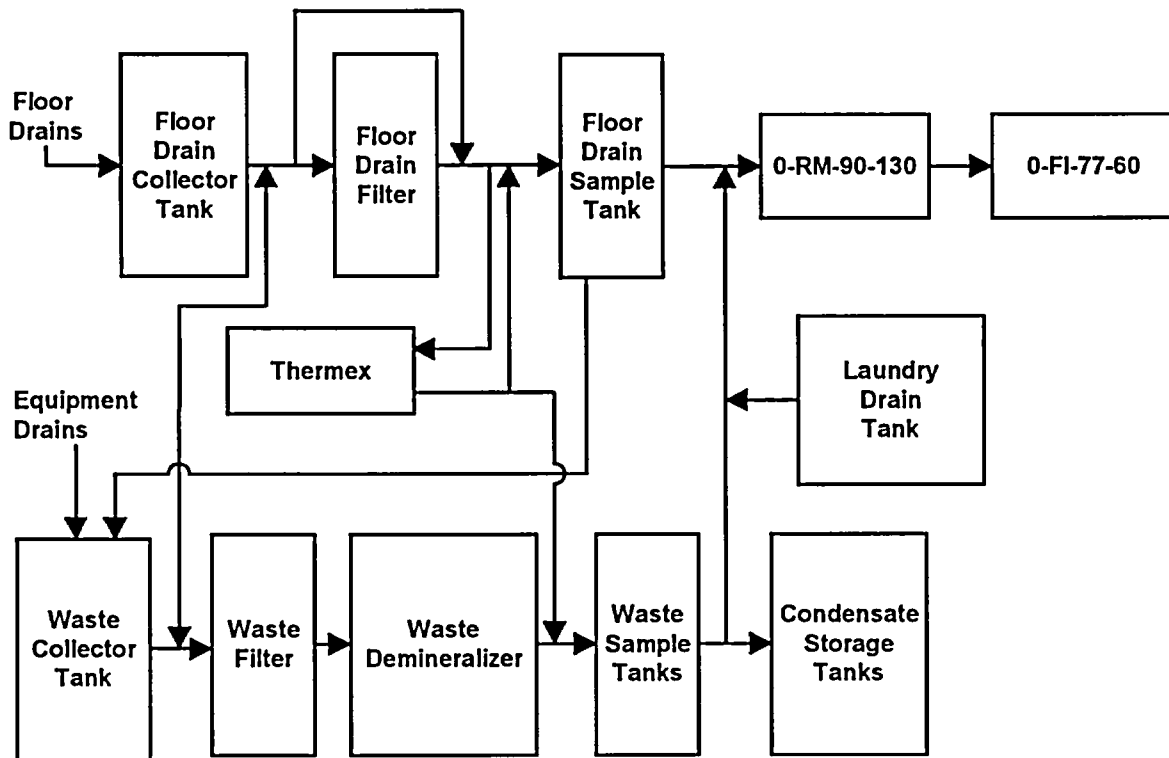 Floor
Drains
Floor
Drain
Collector
Tank
Floor
Drain
Filter
Floor
Drain
Sample
Tank
0-RM-90-130
0-FI-77-60
Thermex
Laundry
Drain
Tank
Equipment
Drains
Waste
Collector
Tank
Waste
Filter
Waste
Demineralizer
Waste
Sample
Tanks
Condensate
Storage
Tanks